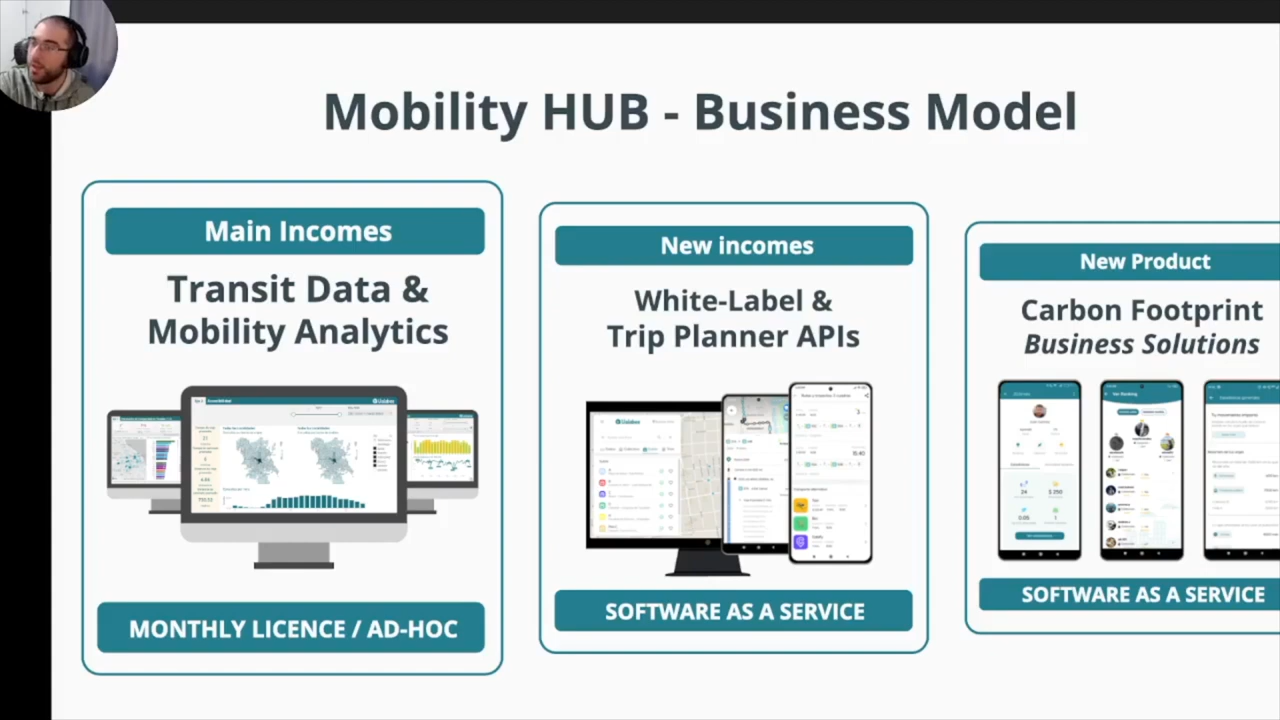 Mobility HUB - Business Model
Main Incomes
Transit Data &
Mobility Analytics
MONTHLY LICENCE / AD-HOC
New incomes
White-Label &
Trip Planner APIs
SOFTWARE AS A SERVICE
New Product
Carbon Footprint
Business Solutions
SOFTWARE AS A SERVICE